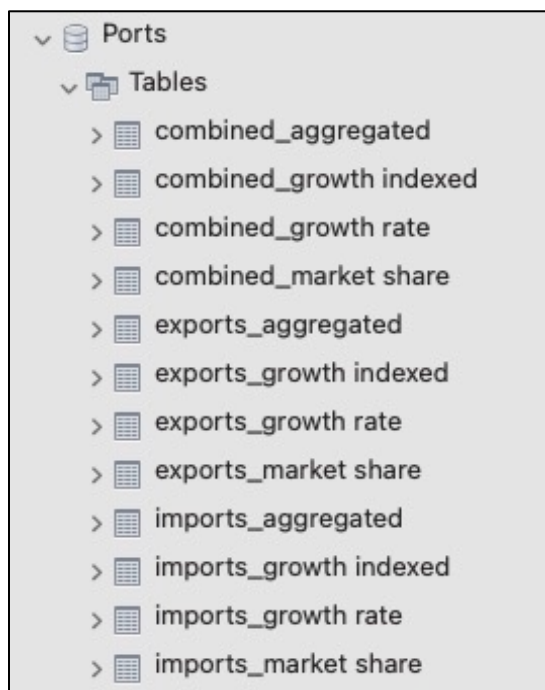 Ports
Tables
combined_aggregated
combined_growth indexed
combined_growth rate
combined_market share
exports_aggregated
exports_growth indexed
exports_growth rate
exports_market share
imports_aggregated
imports_growth indexed
imports_growth rate
imports_market share